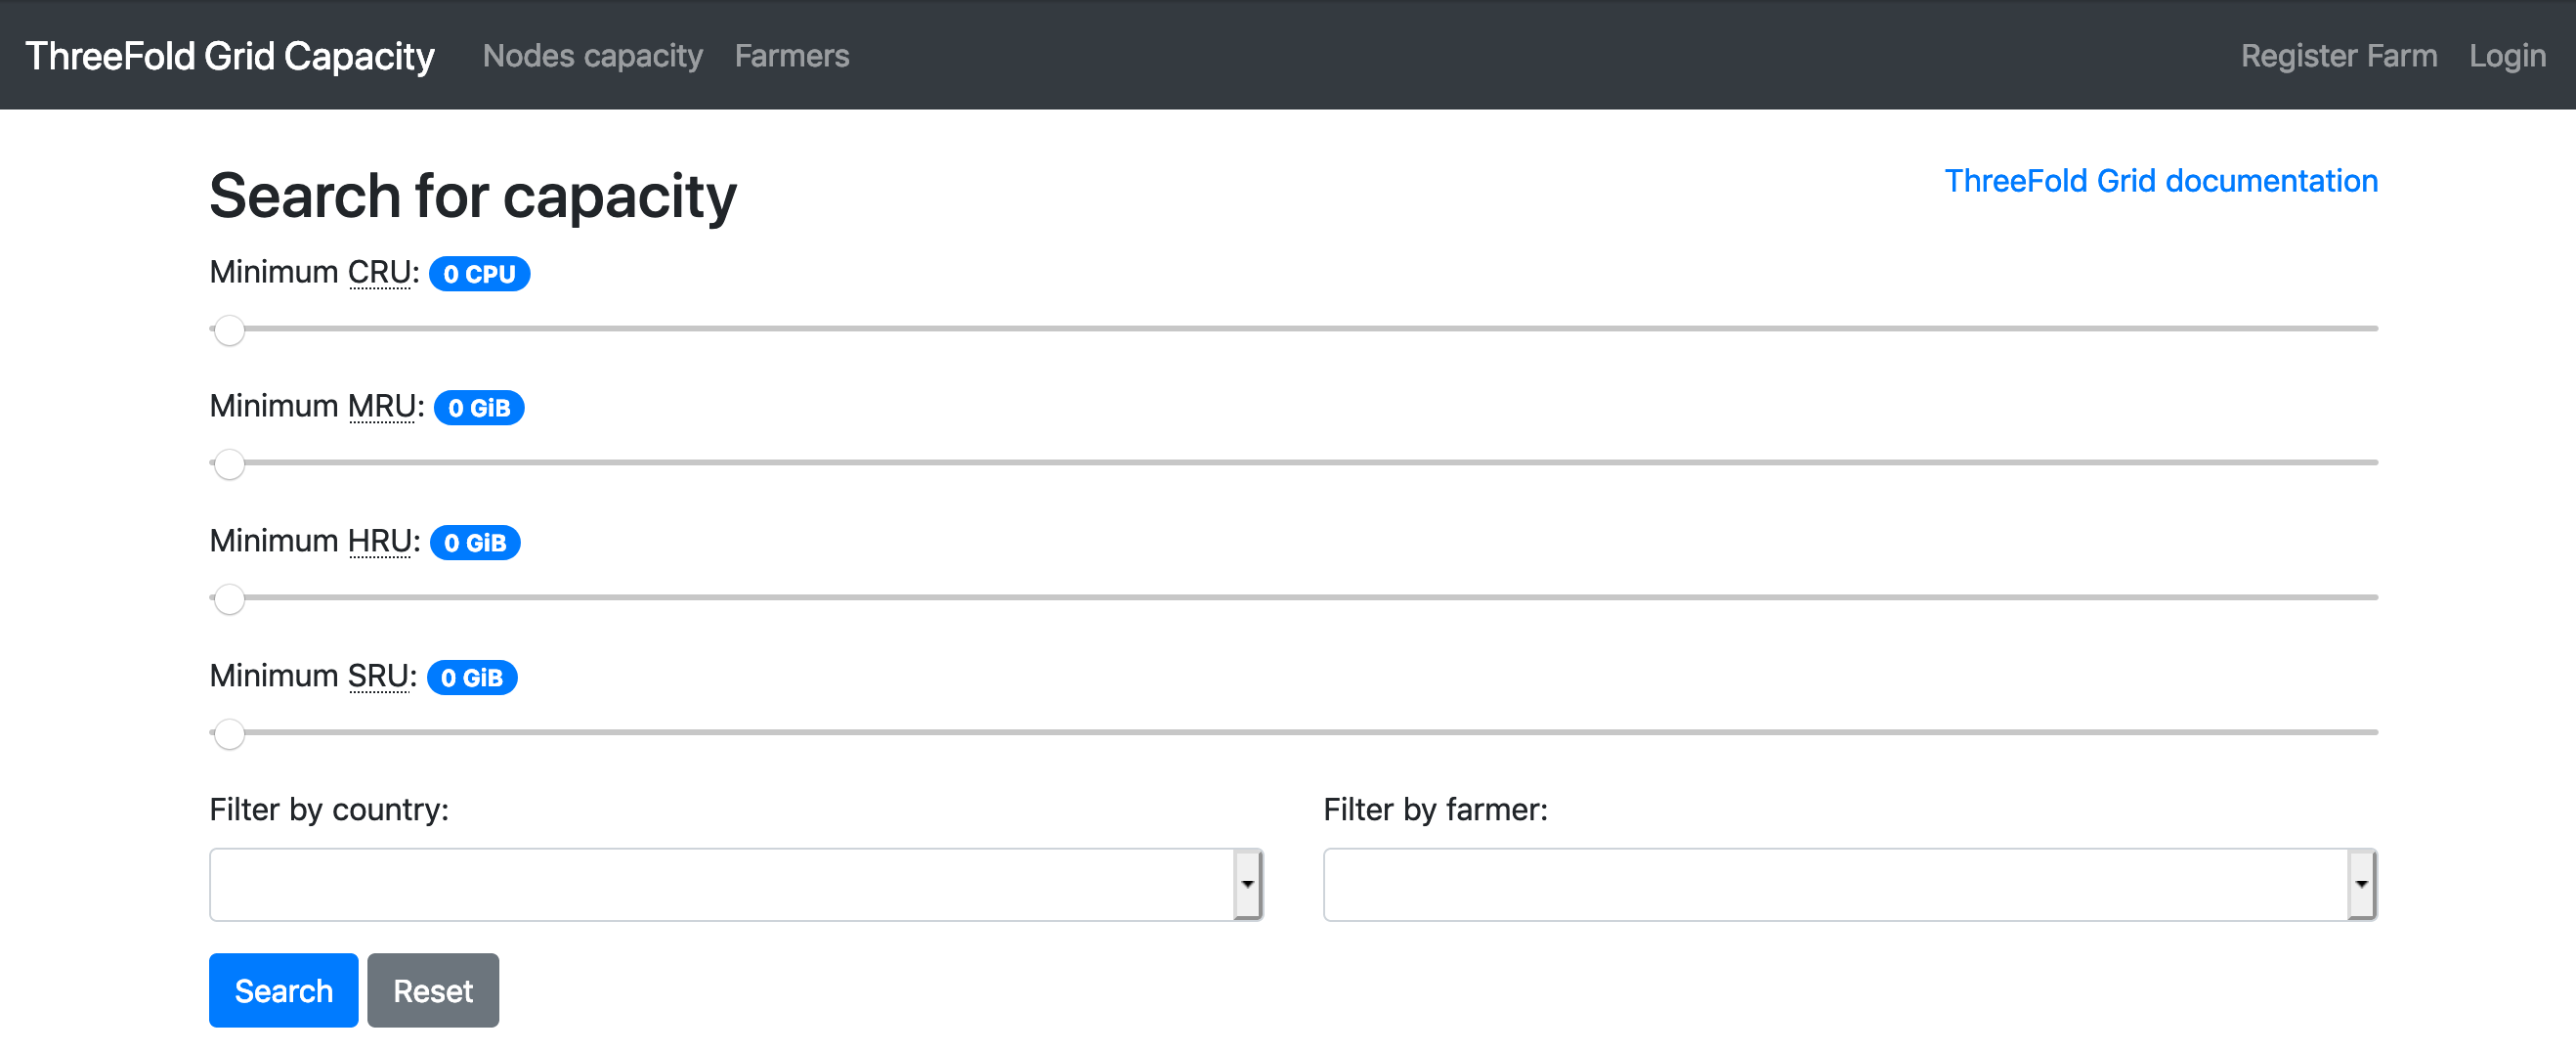 ThreeFold Grid Capacity Nodes capacity Farmers Register Farm Login
Search for capacity ThreeFold Grid documentation
Minimum CRU: 0 CPU
Minimum MRU: 0 GiB
Minimum HRU: 0 GiB
Minimum SRU: 0 GiB
Filter by country: Filter by farmer:
Search Reset